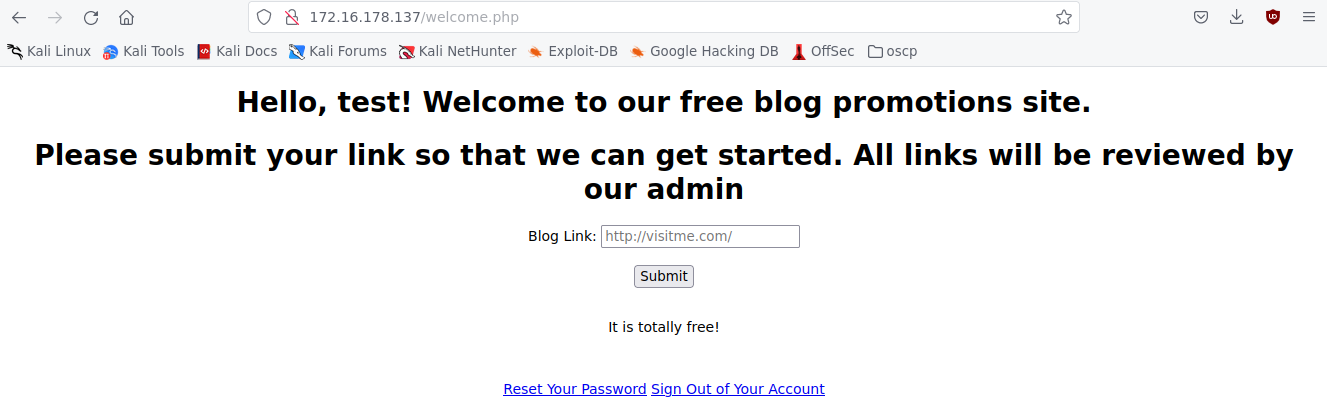 172.16.178.137/welcome.php
Kali Linux Kali Tools Kali Docs Kali Forums Kali NetHunter Exploit-DB Google Hacking DB OffSec oscp
Hello, test! Welcome to our free blog promotions site.
Please submit your link so that we can get started. All links will be reviewed by
our admin
Blog Link: http://visitme.com/
Submit
It is totally free!
Reset Your Password Sign Out of Your Account